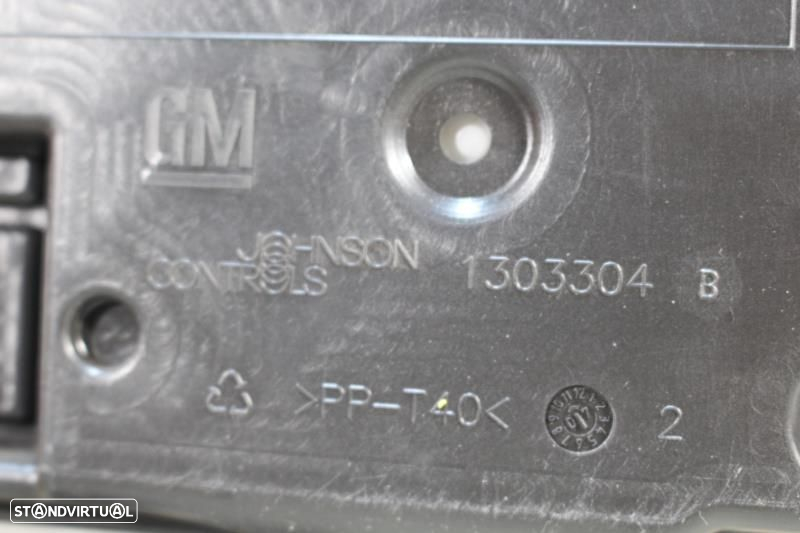 GM
JOHNSON
CONTROLS
1303304 B
>PP-T40<
2
STANDVIRTUAL